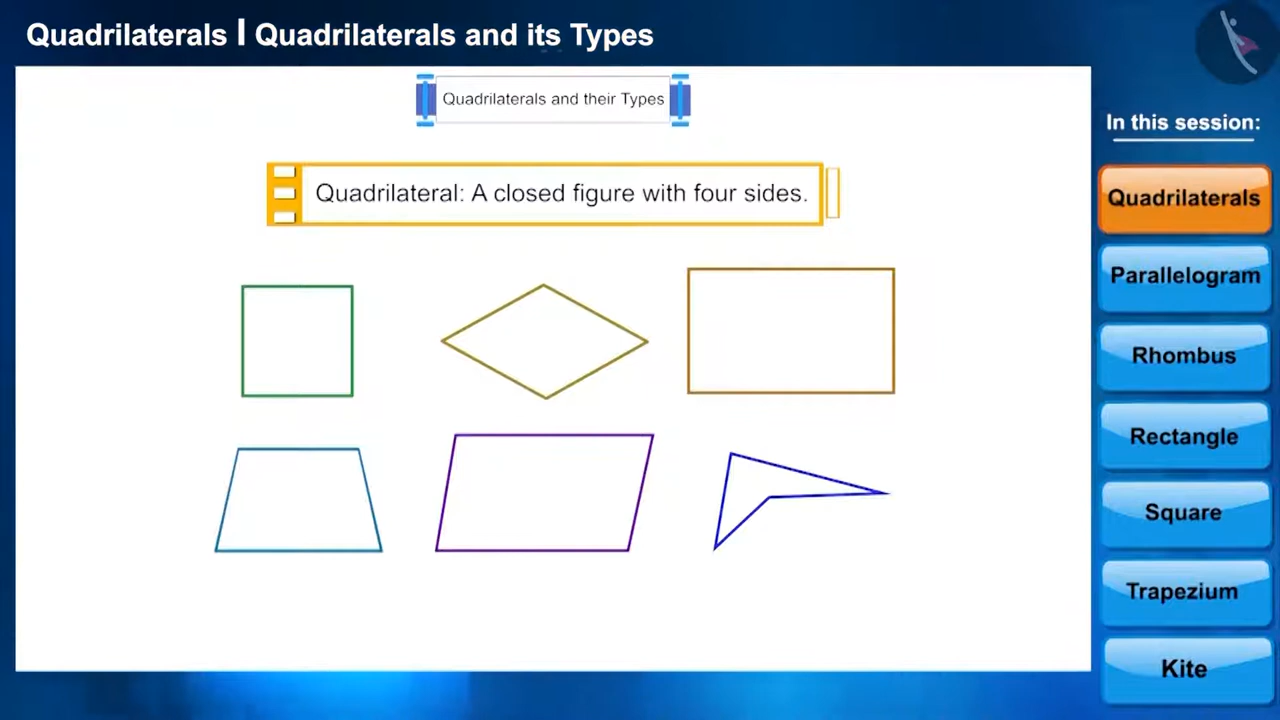 Quadrilaterals I Quadrilaterals and its Types
Quadrilaterals and their Types
Quadrilateral: A closed figure with four sides.
In this session:
Quadrilaterals
Parallelogram
Rhombus
Rectangle
Square
Trapezium
Kite